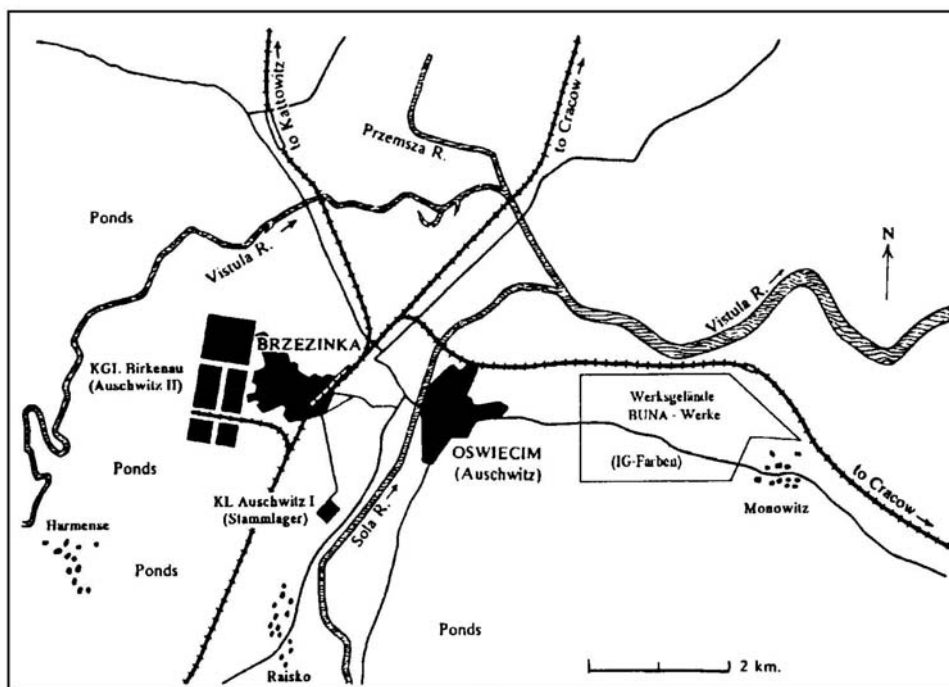 to Kattowitz
to Cracow
Przemsza R.
Ponds
Vistula R.
N
Vistula R.
BRZEZINKA
KGL Birkenau
(Auschwitz II)
Werksgelände
BUNA - Werke
(IG-Farben)
OSWIECIM
(Auschwitz)
Ponds
KL Auschwitz I
(Stammlager)
Sola R.
to Cracow
Monowitz
Harmense
Ponds
Ponds
Raisko
2 km.